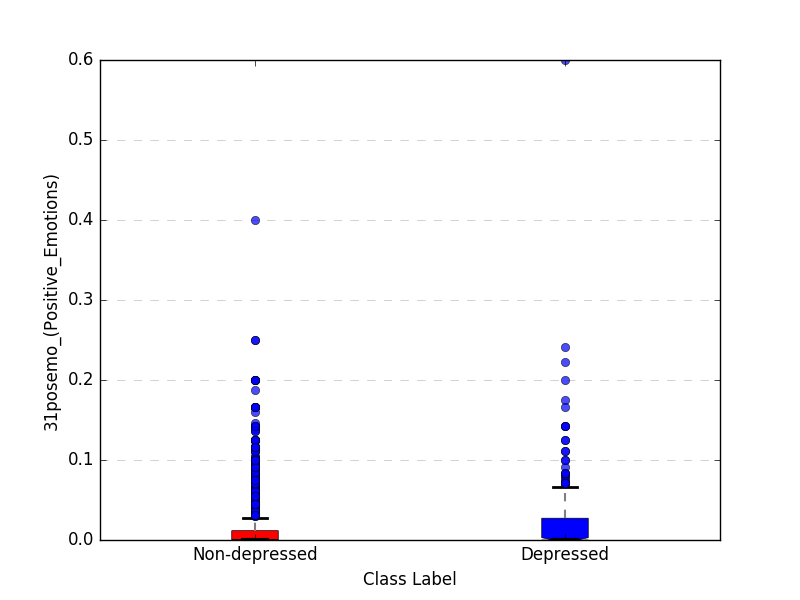 0.6
0.5
0.4
0.3
0.2
0.1
0.0
31posemo_(Positive_Emotions)
Non-depressed
Depressed
Class Label